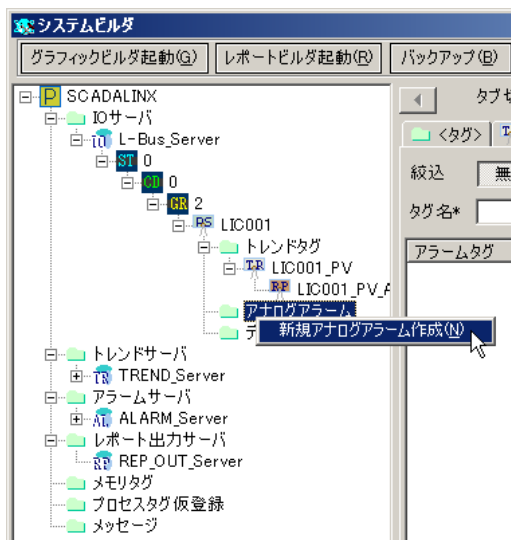 システムビルダ
グラフィックビルダ起動(G) レポートビルダ起動(R) バックアップ(B)
P SCADALINX
IOサーバ
IO L-Bus_Server
ST 0
CD 0
GR 2
PS LIC001
トレンドタグ
TR LIC001_PV
RP LIC001_PV_A
アナログアラーム
新規アナログアラーム作成(N)
トレンドサーバ
TR TREND_Server
アラームサーバ
AL ALARM_Server
レポート出力サーバ
RP REP_OUT_Server
メモリタグ
プロセスタグ仮登録
メッセージ
タブ
<タグ>
絞込 無
タグ名*
アラームタグ